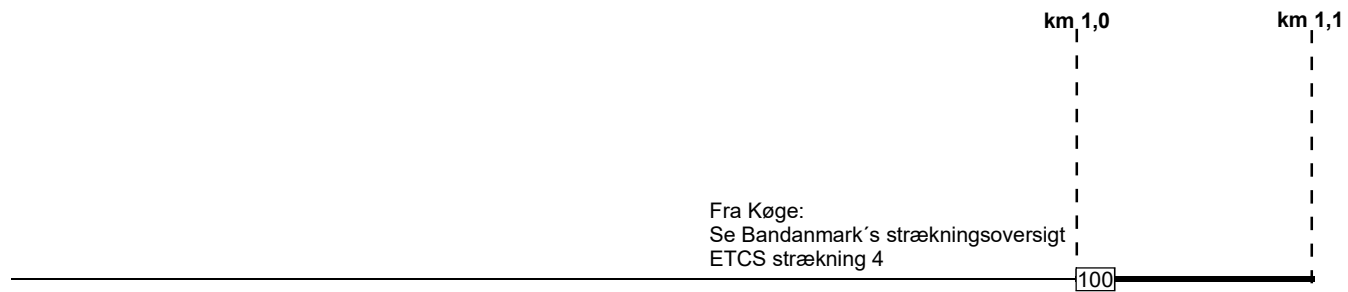 km 1,0
km 1,1
Fra Køge:
Se Bandanmark´s strækningsoversigt
ETCS strækning 4
100